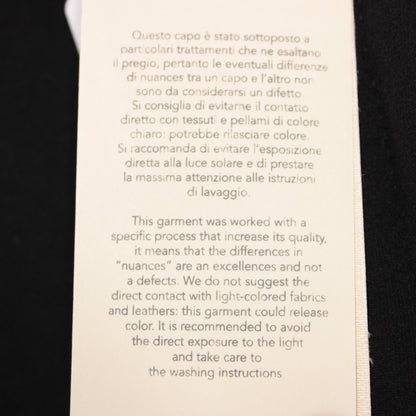 Questo capo è stato sottoposto a
particolari trattamenti che ne esaltano
il pregio, pertanto le eventuali differenze
di nuances tra un capo e l'altro non
sono da considerarsi un difetto
Si consiglia di evitarne il contatto
diretto con tessuti e pellami di colore
chiaro: potrebbe rilasciare colore.
Si raccomanda di evitare l'esposizione
diretta alla luce solare e di prestare
la massima attenzione alle istruzioni
di lavaggio.
This garment was worked with a
specific process that increase its quality,
it means that the differences in
"nuances" are an excellences and not
a defects. We do not suggest the
direct contact with light-colored fabrics
and leathers: this garment could release
color. It is recommended to avoid
the direct exposure to the light
and take care to
the washing instructions